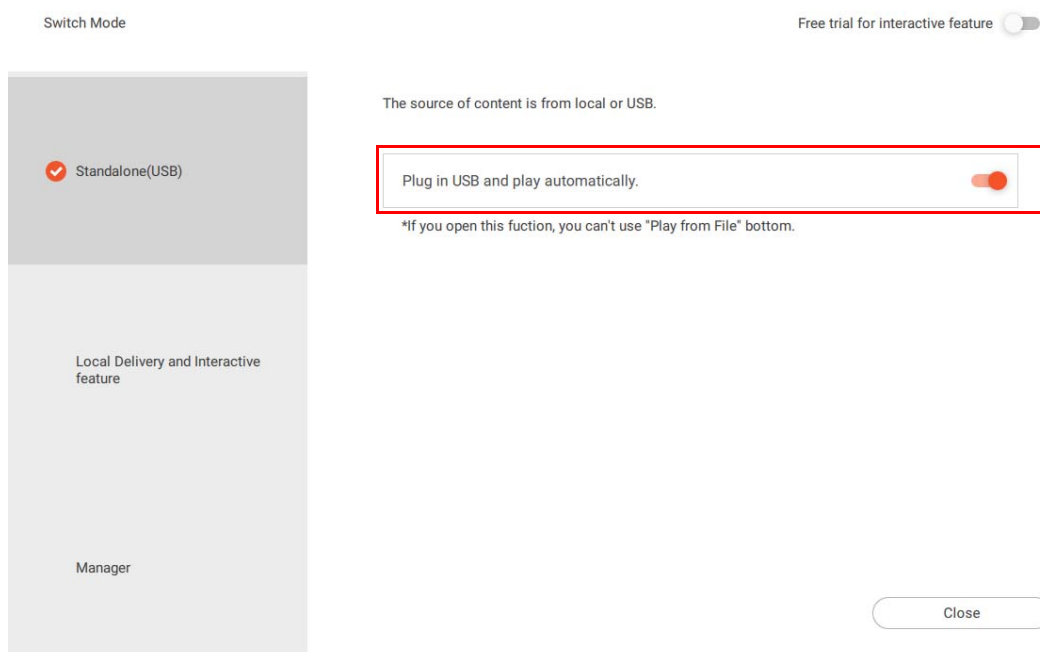 Switch Mode
Free trial for interactive feature
The source of content is from local or USB.
Standalone(USB)
Plug in USB and play automatically.
*If you open this fuction, you can't use "Play from File" bottom.
Local Delivery and Interactive
feature
Manager
Close